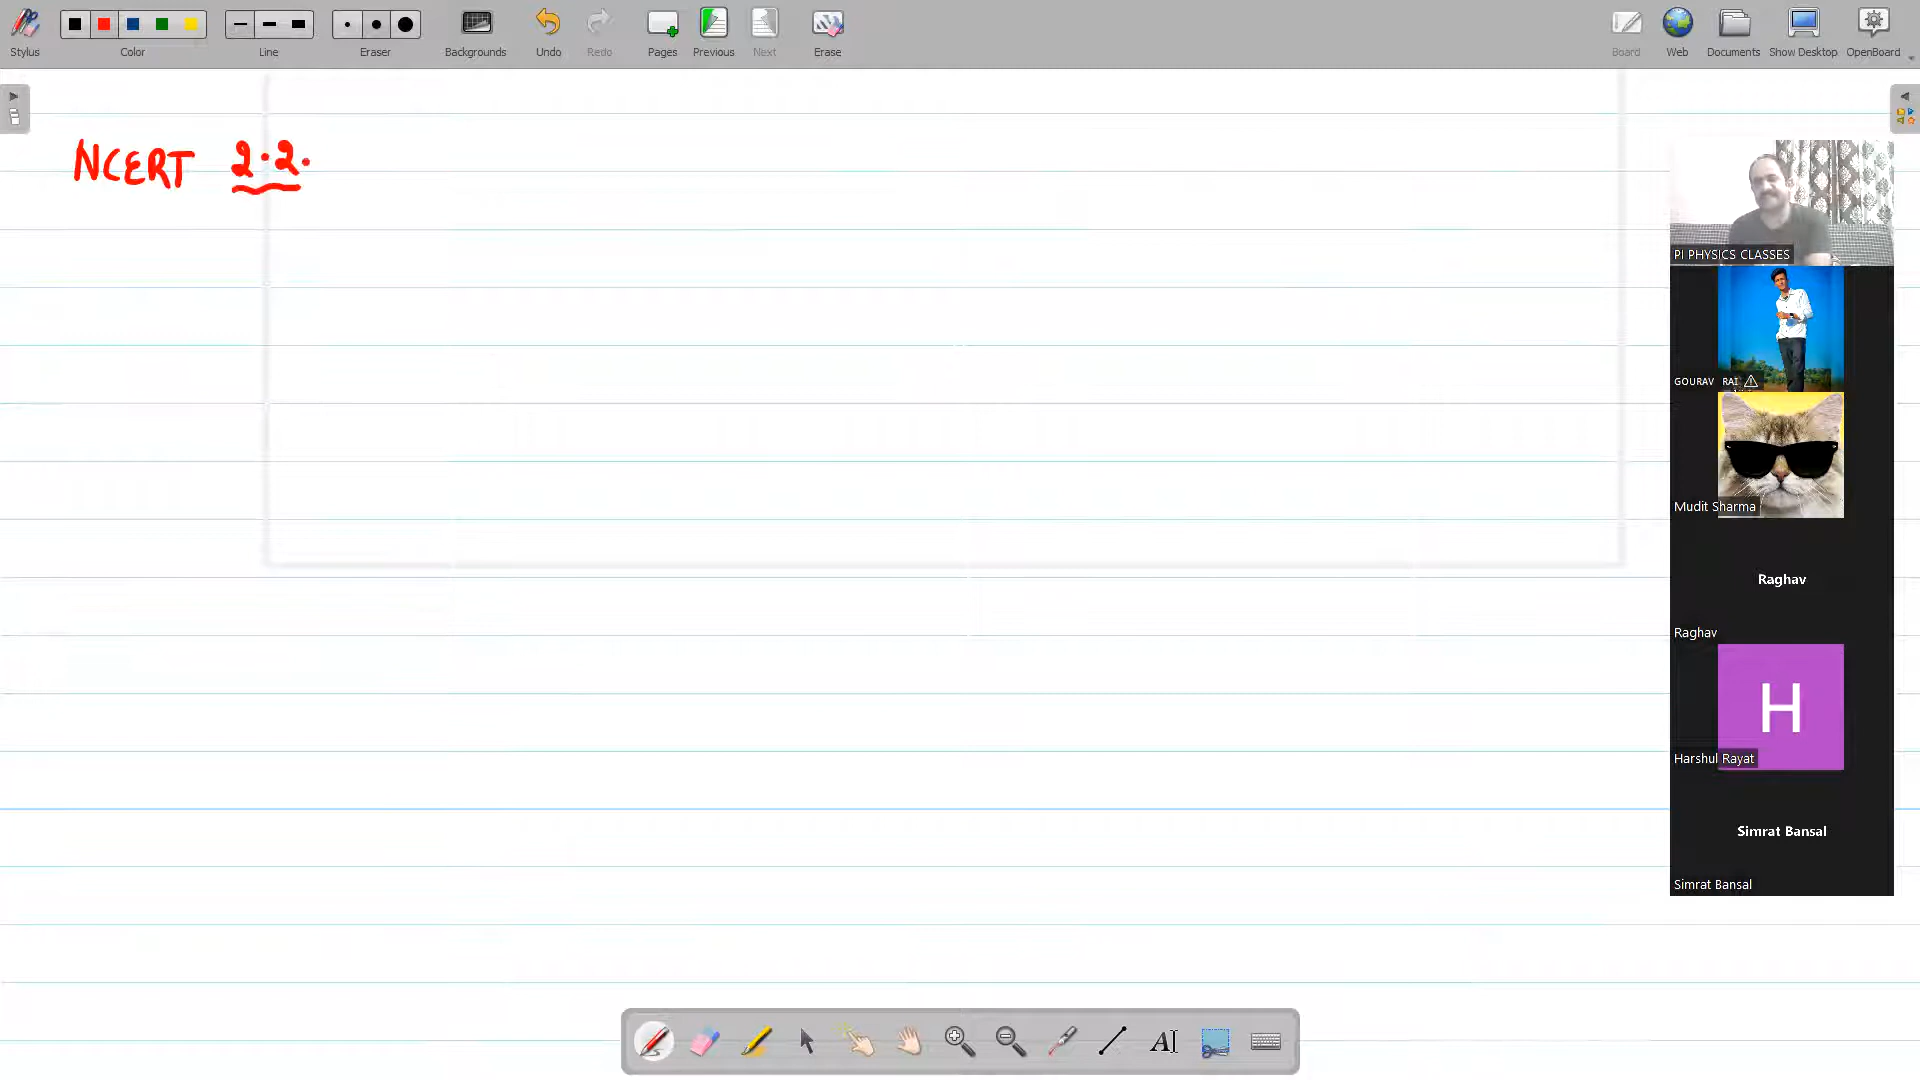 Stylus
Color
Line
Eraser
Backgrounds
Undo
Redo
Pages
Previous
Next
Erase
Board
Web
Documents
Show Desktop
OpenBoard
NCERT 2.2.
PI PHYSICS CLASSES
GOURAV RAI
Mudit Sharma
Raghav
Raghav
H
Harshul Rayat
Simrat Bansal
Simrat Bansal
AI